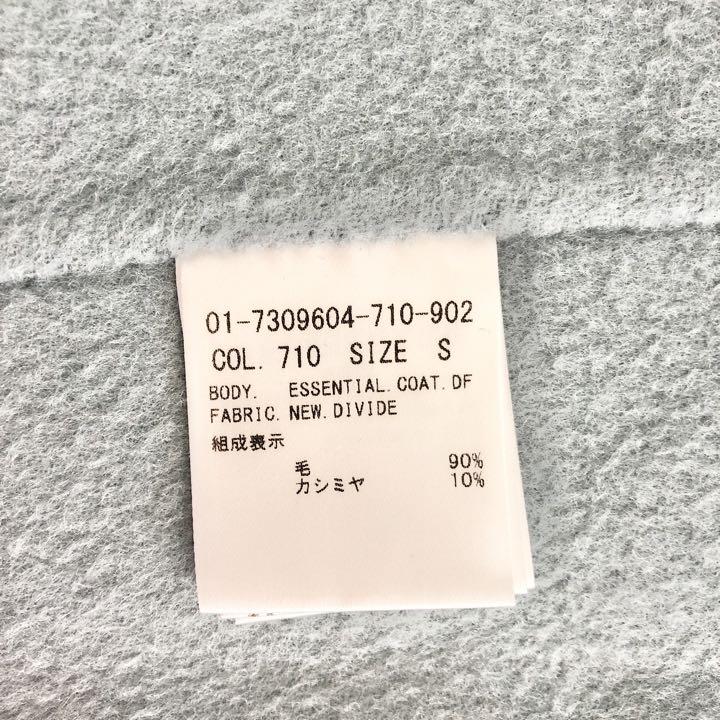 01-7309604-710-902
COL. 710 SIZE S
BODY. ESSENTIAL. COAT. DF
FABRIC. NEW. DIVIDE
組成表示
毛 90%
カシミヤ 10%